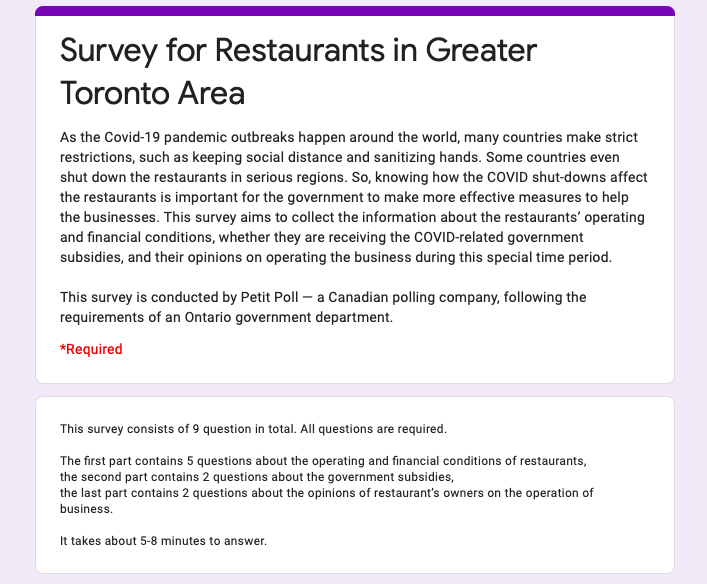 Survey for Restaurants in Greater
Toronto Area
As the Covid-19 pandemic outbreaks happen around the world, many countries make strict
restrictions, such as keeping social distance and sanitizing hands. Some countries even
shut down the restaurants in serious regions. So, knowing how the COVID shut-downs affect
the restaurants is important for the government to make more effective measures to help
the businesses. This survey aims to collect the information about the restaurants’ operating
and financial conditions, whether they are receiving the COVID-related government
subsidies, and their opinions on operating the business during this special time period.
This survey is conducted by Petit Poll — a Canadian polling company, following the
requirements of an Ontario government department.
*Required
This survey consists of 9 question in total. All questions are required.
The first part contains 5 questions about the operating and financial conditions of restaurants,
the second part contains 2 questions about the government subsidies,
the last part contains 2 questions about the opinions of restaurant’s owners on the operation of
business.
It takes about 5-8 minutes to answer.